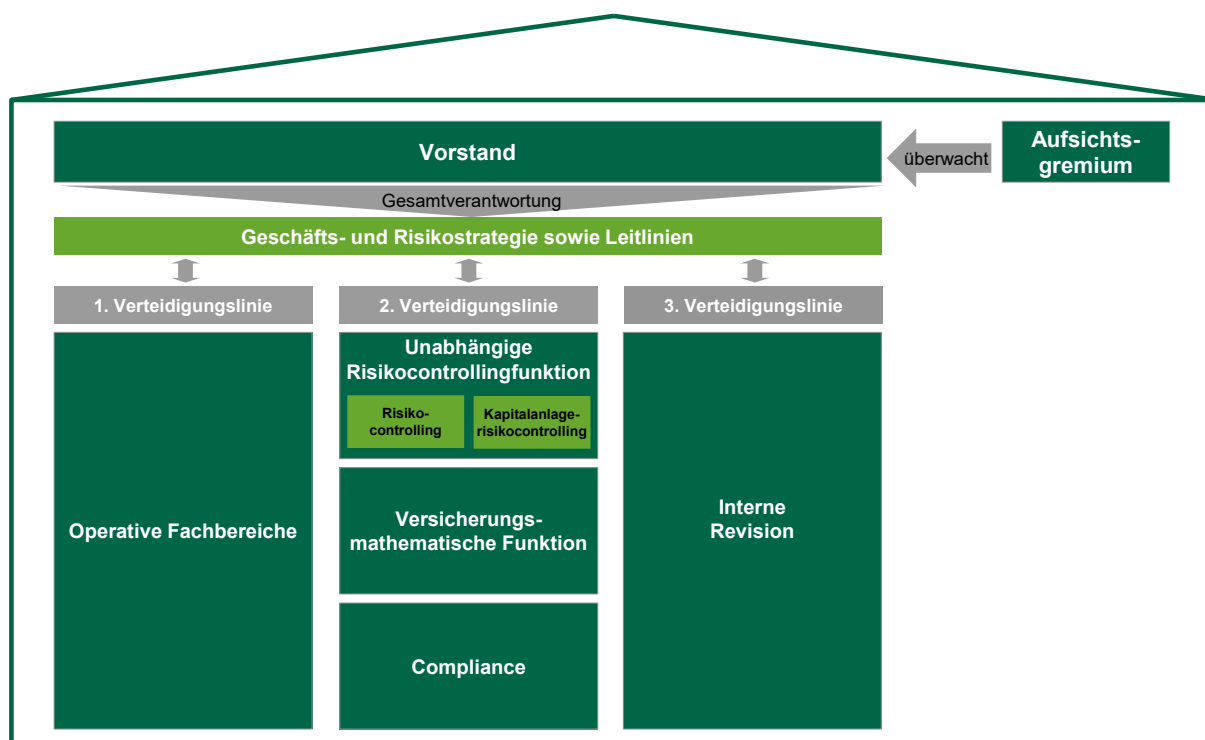 Vorstand
überwacht
Aufsichts-
gremium
Gesamtverantwortung
Geschäfts- und Risikostrategie sowie Leitlinien
1. Verteidigungslinie
2. Verteidigungslinie
3. Verteidigungslinie
Operative Fachbereiche
Unabhängige
Risikocontrollingfunktion
Risiko-
controlling
Kapitalanlage-
risikocontrolling
Versicherungs-
mathematische Funktion
Compliance
Interne
Revision